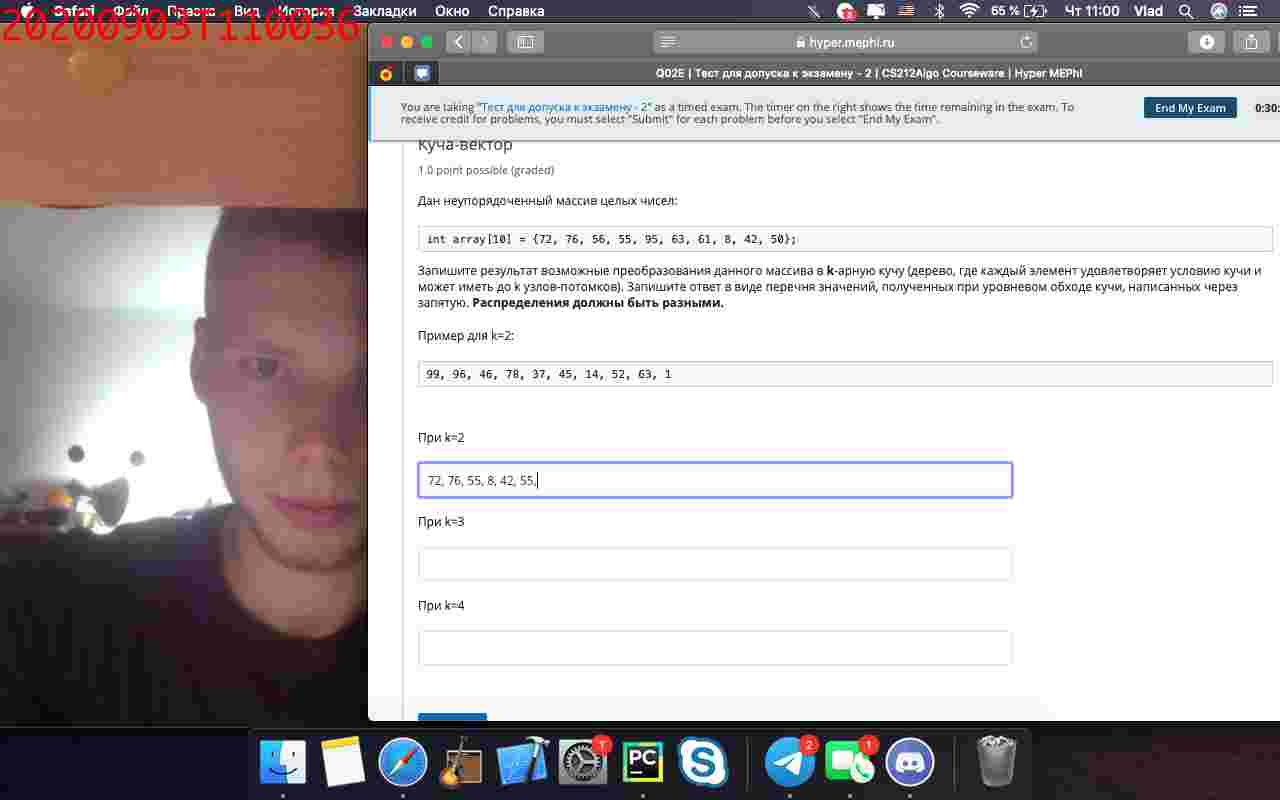 20200903T110036
Safari Файл Правка Вид История Закладки Окно Справка
65 % Чт 11:00 Vlad
hyper.mephi.ru
Q02E | Тест для допуска к экзамену - 2 | CS212Algo Courseware | Hyper MEPhI
You are taking "Тест для допуска к экзамену - 2" as a timed exam. The timer on the right shows the time remaining in the exam. To
receive credit for problems, you must select "Submit" for each problem before you select "End My Exam".
End My Exam
0:30:
Куча-вектор
1.0 point possible (graded)
Дан неупорядоченный массив целых чисел:
int array[10] = {72, 76, 56, 55, 95, 63, 61, 8, 42, 50};
Запишите результат возможные преобразования данного массива в k-арную кучу (дерево, где каждый элемент удовлетворяет условию кучи и
может иметь до k узлов-потомков). Запишите ответ в виде перечня значений, полученных при уровневом обходе кучи, написанных через
запятую. Распределения должны быть разными.
Пример для k=2:
99, 96, 46, 78, 37, 45, 14, 52, 63, 1
При k=2
72, 76, 55, 8, 42, 55,
При k=3
При k=4
1
PC
2
1